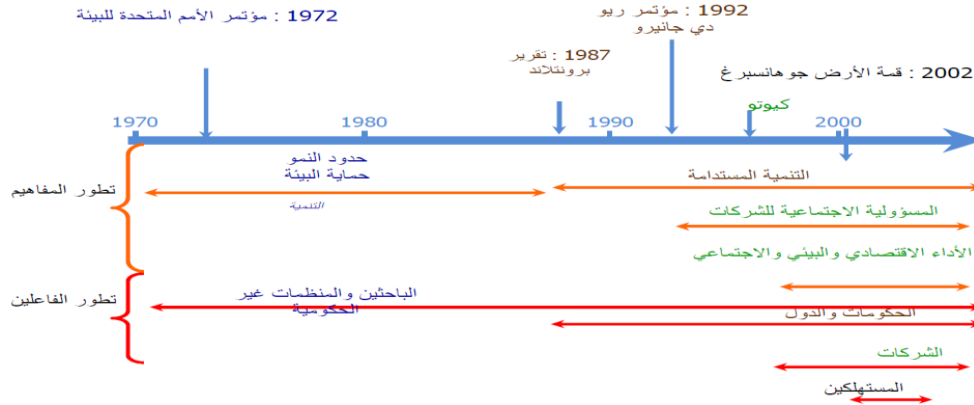 1972 : مؤتمر الأمم المتحدة للبيئة
1992 : مؤتمر ريو
دي جانيرو
1987 : تقرير
برونتلاند
2002 : قمة الأرض جوهانسبرغ
كيوتو
1970
1980
1990
2000
تطور المفاهيم
حدود النمو
حماية البيئة
التنمية
التنمية المستدامة
المسؤولية الاجتماعية للشركات
الأداء الاقتصادي والبيئي والاجتماعي
تطور الفاعلين
الباحثين والمنظمات غير
الحكومية
الحكومات والدول
الشركات
المستهلكين